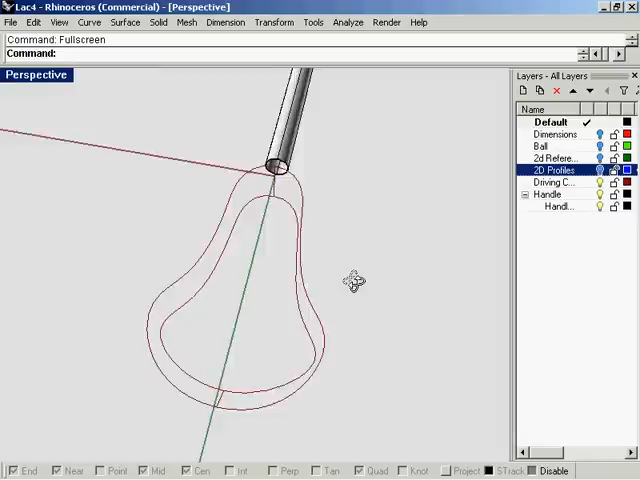 Lac4 - Rhinoceros (Commercial) - [Perspective]
File Edit View Curve Surface Solid Mesh Dimension Transform Tools Analyze Render Help
Command: Fullscreen
Command:
Perspective
Layers - All Layers
Name
Default
Dimensions
Ball
2d Refere...
2D Profiles
Driving C...
Handle
Handl...
End Near Point Mid Cen Int Perp Tan Quad Knot Project STrack Disable